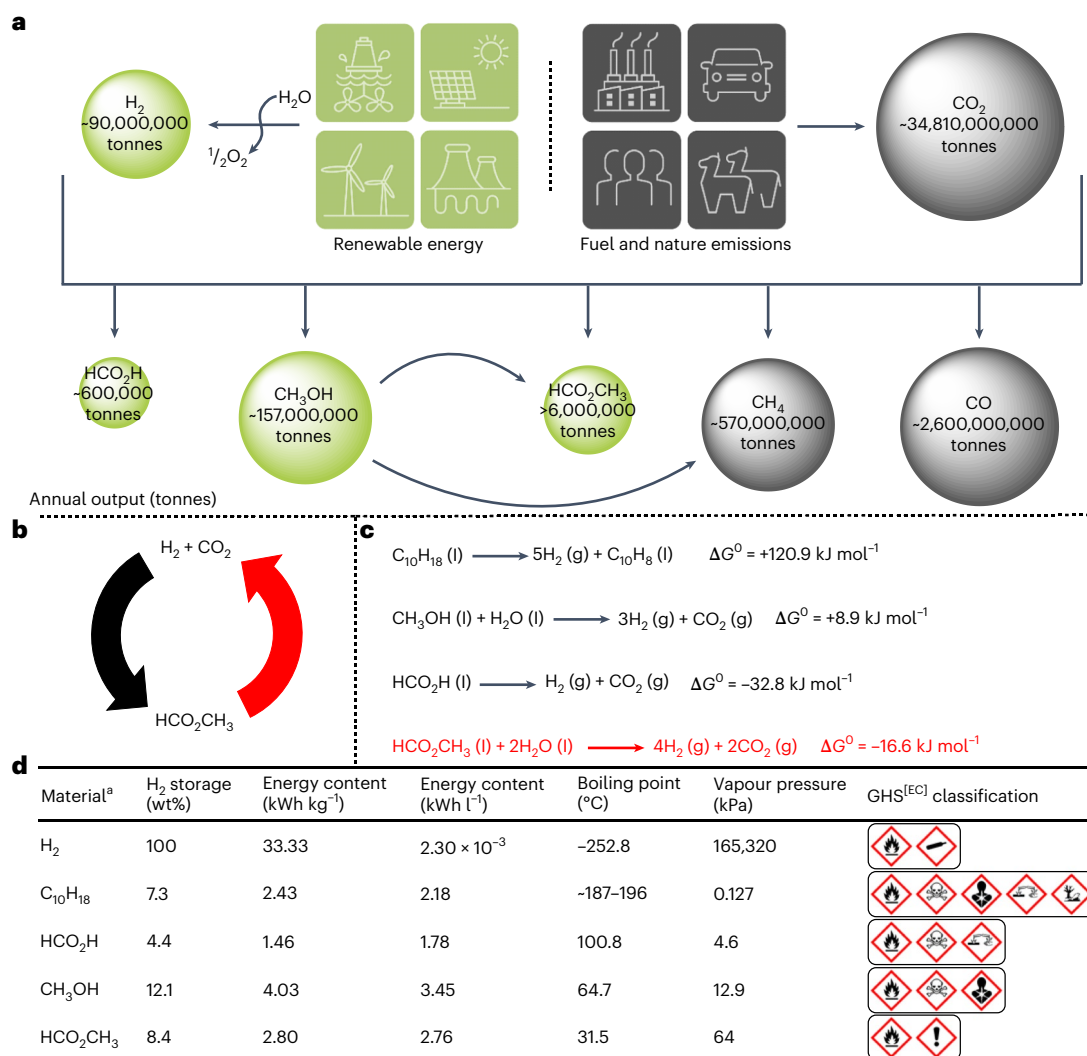 a
H₂
~90,000,000
tonnes
H₂O
¹/₂O₂
Renewable energy
Fuel and nature emissions
CO₂
~34,810,000,000
tonnes
HCO₂H
~600,000
tonnes
CH₃OH
~157,000,000
tonnes
HCO₂CH₃
>6,000,000
tonnes
CH₄
~570,000,000
tonnes
CO
~2,600,000,000
tonnes
Annual output (tonnes)
b
H₂ + CO₂
HCO₂CH₃
c
C₁₀H₁₈ (l) ⟶ 5H₂ (g) + C₁₀H₈ (l) ΔG⁰ = +120.9 kJ mol⁻¹
CH₃OH (l) + H₂O (l) ⟶ 3H₂ (g) + CO₂ (g) ΔG⁰ = +8.9 kJ mol⁻¹
HCO₂H (l) ⟶ H₂ (g) + CO₂ (g) ΔG⁰ = −32.8 kJ mol⁻¹
HCO₂CH₃ (l) + 2H₂O (l) ⟶ 4H₂ (g) + 2CO₂ (g) ΔG⁰ = −16.6 kJ mol⁻¹
d
Materialᵃ H₂ storage (wt%) Energy content (kWh kg⁻¹) Energy content (kWh l⁻¹) Boiling point (°C) Vapour pressure (kPa) GHS[EC] classification
H₂ 100 33.33 2.30 × 10⁻³ −252.8 165,320
C₁₀H₁₈ 7.3 2.43 2.18 ~187–196 0.127
HCO₂H 4.4 1.46 1.78 100.8 4.6
CH₃OH 12.1 4.03 3.45 64.7 12.9
HCO₂CH₃ 8.4 2.80 2.76 31.5 64